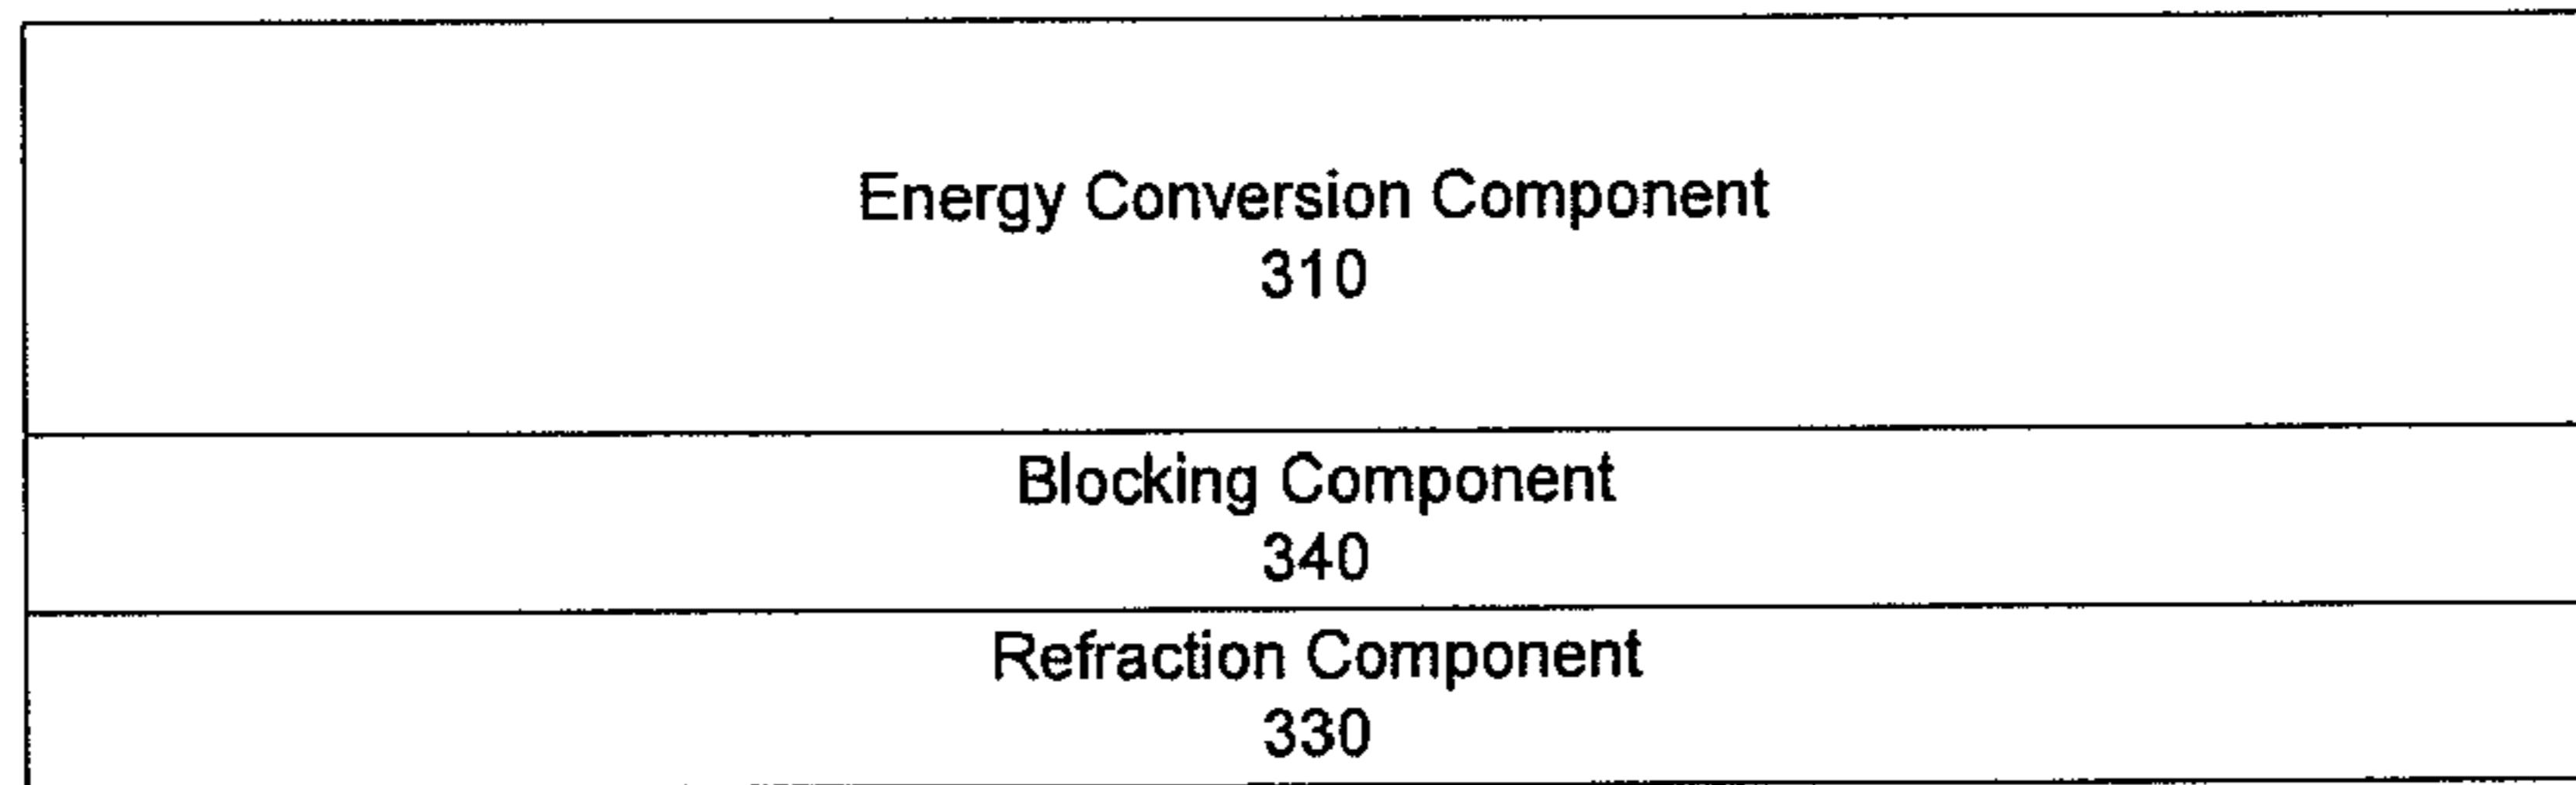 Energy Conversion Component
310
Blocking Component
340
Refraction Component
330